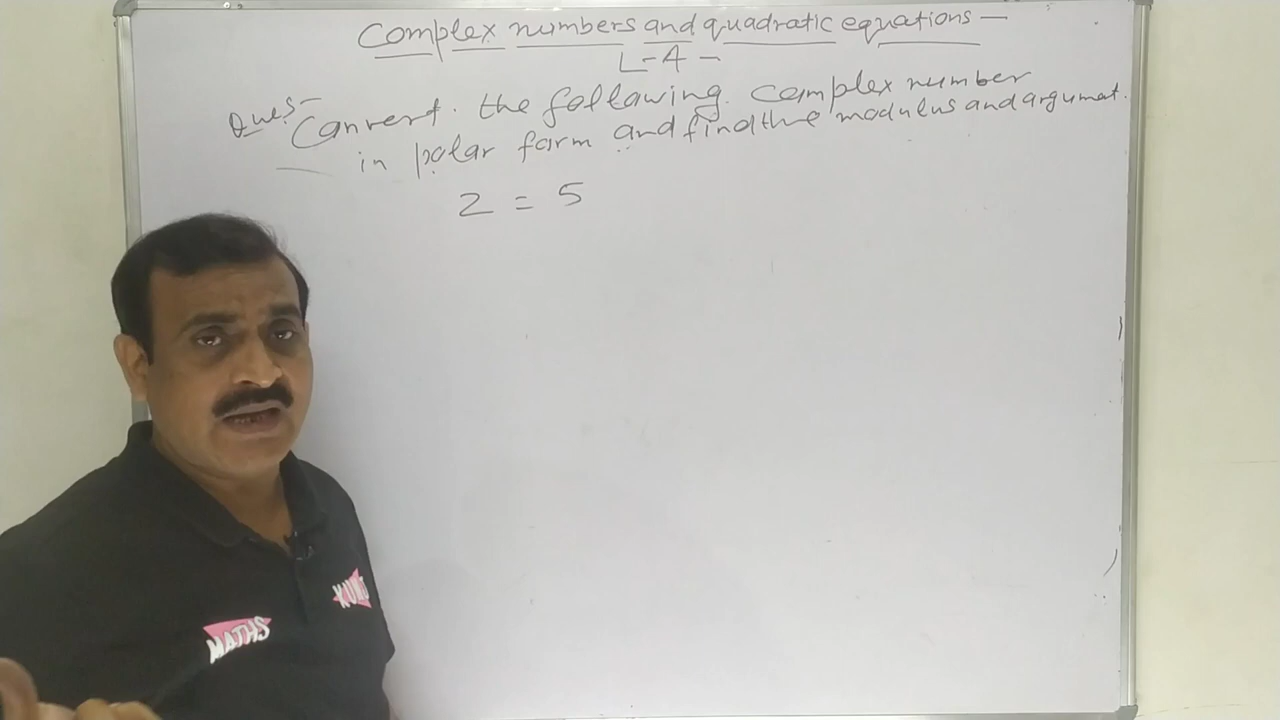 Complex numbers and quadratic equations —
L-4 -
Ques- Convert. the following. complex number
in polar form and find the modulus and argumat.
z = 5
MATHS